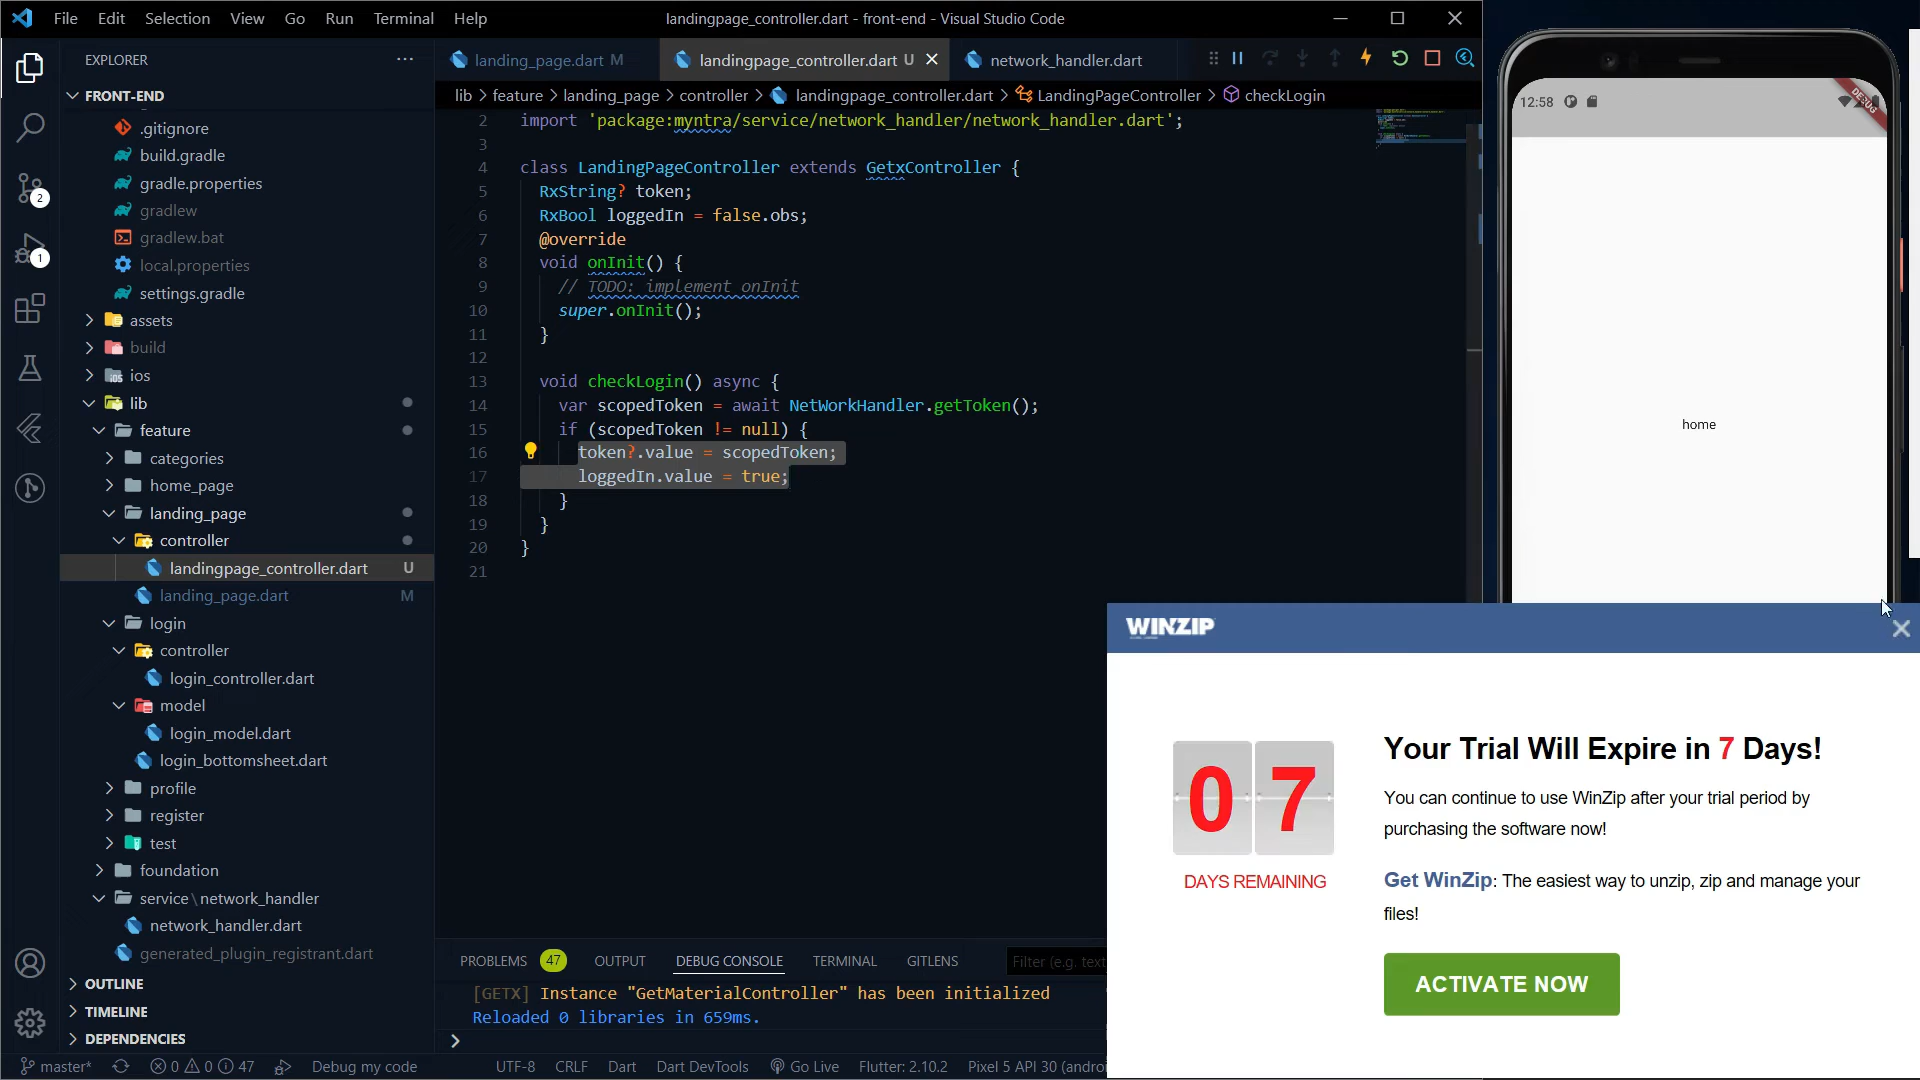 File Edit Selection View Go Run Terminal Help
landingpage_controller.dart - front-end - Visual Studio Code
EXPLORER
FRONT-END
.gitignore
build.gradle
gradle.properties
gradlew
gradlew.bat
local.properties
settings.gradle
assets
build
ios
lib
feature
categories
home_page
landing_page
controller
landingpage_controller.dart U
landing_page.dart M
login
controller
login_controller.dart
model
login_model.dart
login_bottomsheet.dart
profile
register
test
foundation
service\network_handler
network_handler.dart
generated_plugin_registrant.dart
OUTLINE
TIMELINE
DEPENDENCIES
2
1
landing_page.dart M landingpage_controller.dart U network_handler.dart
lib > feature > landing_page > controller > landingpage_controller.dart > LandingPageController > checkLogin
2 import 'package:myntra/service/network_handler/network_handler.dart';
3
4 class LandingPageController extends GetxController {
5 RxString? token;
6 RxBool loggedIn = false.obs;
7 @override
8 void onInit() {
9 // TODO: implement onInit
10 super.onInit();
11 }
12
13 void checkLogin() async {
14 var scopedToken = await NetWorkHandler.getToken();
15 if (scopedToken != null) {
16 token?.value = scopedToken;
17 loggedIn.value = true;
18 }
19 }
20 }
21
PROBLEMS 47 OUTPUT DEBUG CONSOLE TERMINAL GITLENS Filter (e.g. text
[GETX] Instance "GetMaterialController" has been initialized
Reloaded 0 libraries in 659ms.
master* 0 0 47 Debug my code UTF-8 CRLF Dart Dart DevTools Go Live Flutter: 2.10.2 Pixel 5 API 30 (andro
12:58
DEBUG
home
WINZIP
07
DAYS REMAINING
Your Trial Will Expire in 7 Days!
You can continue to use WinZip after your trial period by
purchasing the software now!
Get WinZip: The easiest way to unzip, zip and manage your
files!
ACTIVATE NOW